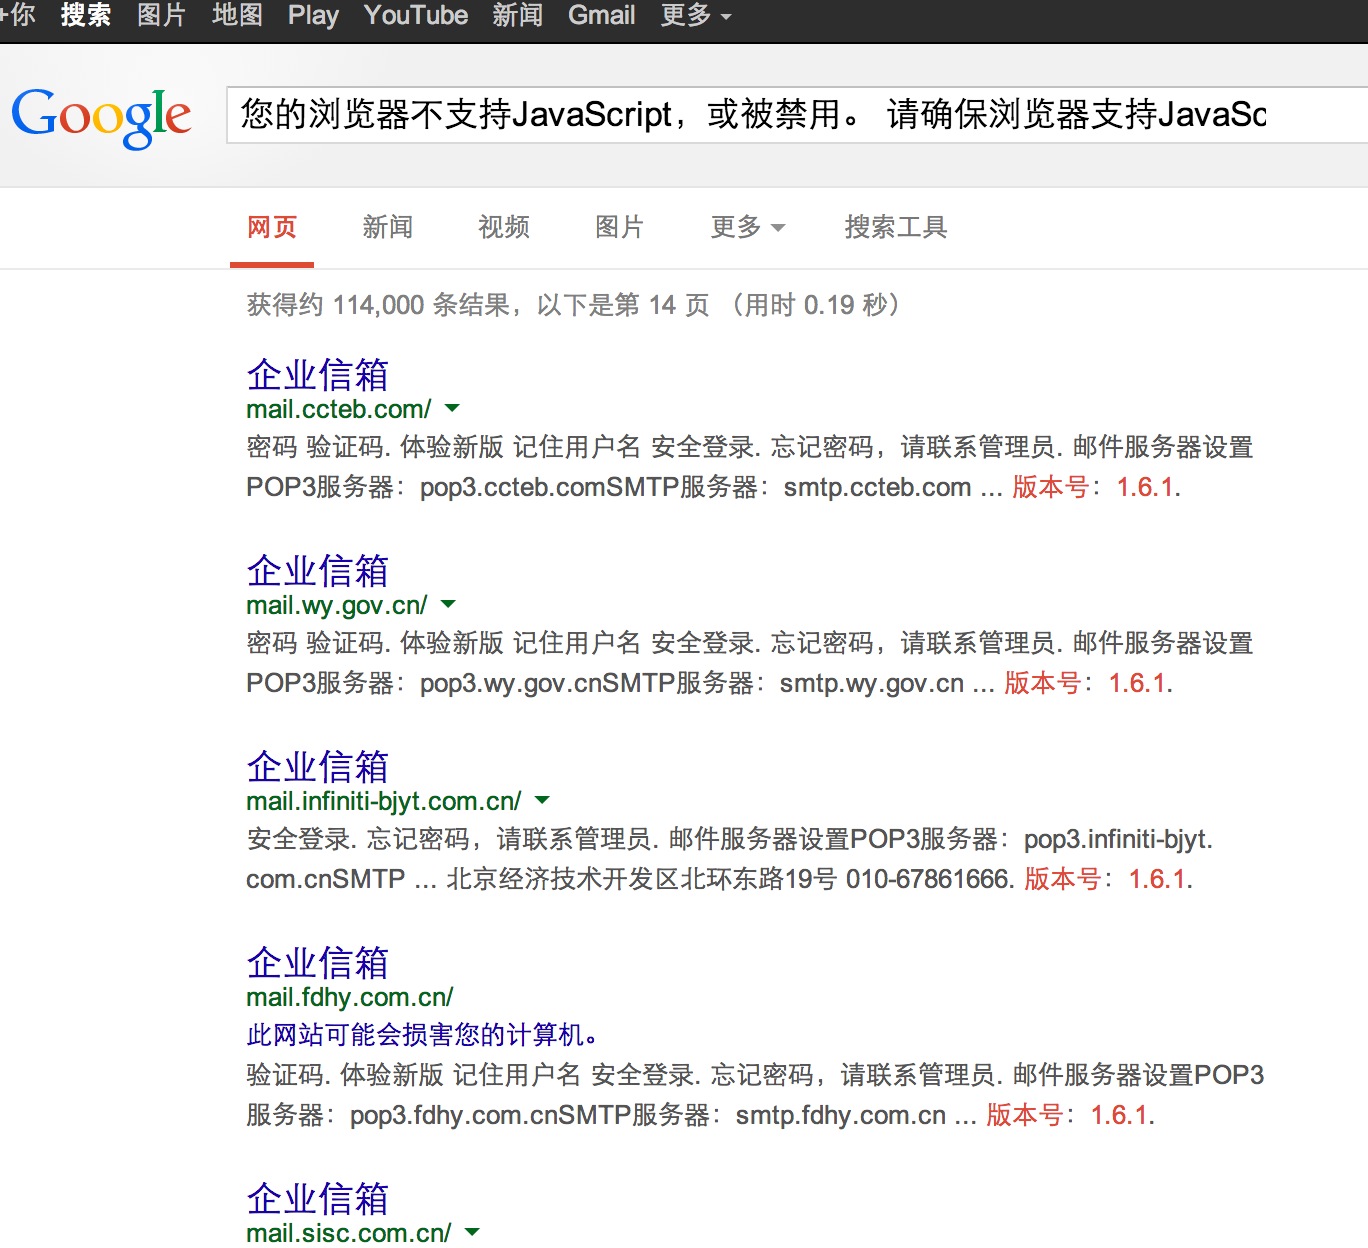 +你 搜索 图片 地图 Play YouTube 新闻 Gmail 更多
Google
您的浏览器不支持JavaScript，或被禁用。 请确保浏览器支持JavaSc
网页 新闻 视频 图片 更多 搜索工具
获得约 114,000 条结果，以下是第 14 页 （用时 0.19 秒）
企业信箱
mail.ccteb.com/
密码 验证码. 体验新版 记住用户名 安全登录. 忘记密码，请联系管理员. 邮件服务器设置
POP3服务器：pop3.ccteb.comSMTP服务器：smtp.ccteb.com ... 版本号：1.6.1.
企业信箱
mail.wy.gov.cn/
密码 验证码. 体验新版 记住用户名 安全登录. 忘记密码，请联系管理员. 邮件服务器设置
POP3服务器：pop3.wy.gov.cnSMTP服务器：smtp.wy.gov.cn ... 版本号：1.6.1.
企业信箱
mail.infiniti-bjyt.com.cn/
安全登录. 忘记密码，请联系管理员. 邮件服务器设置POP3服务器：pop3.infiniti-bjyt.
com.cnSMTP ... 北京经济技术开发区北环东路19号 010-67861666. 版本号：1.6.1.
企业信箱
mail.fdhy.com.cn/
此网站可能会损害您的计算机。
验证码. 体验新版 记住用户名 安全登录. 忘记密码，请联系管理员. 邮件服务器设置POP3
服务器：pop3.fdhy.com.cnSMTP服务器：smtp.fdhy.com.cn ... 版本号：1.6.1.
企业信箱
mail.sisc.com.cn/